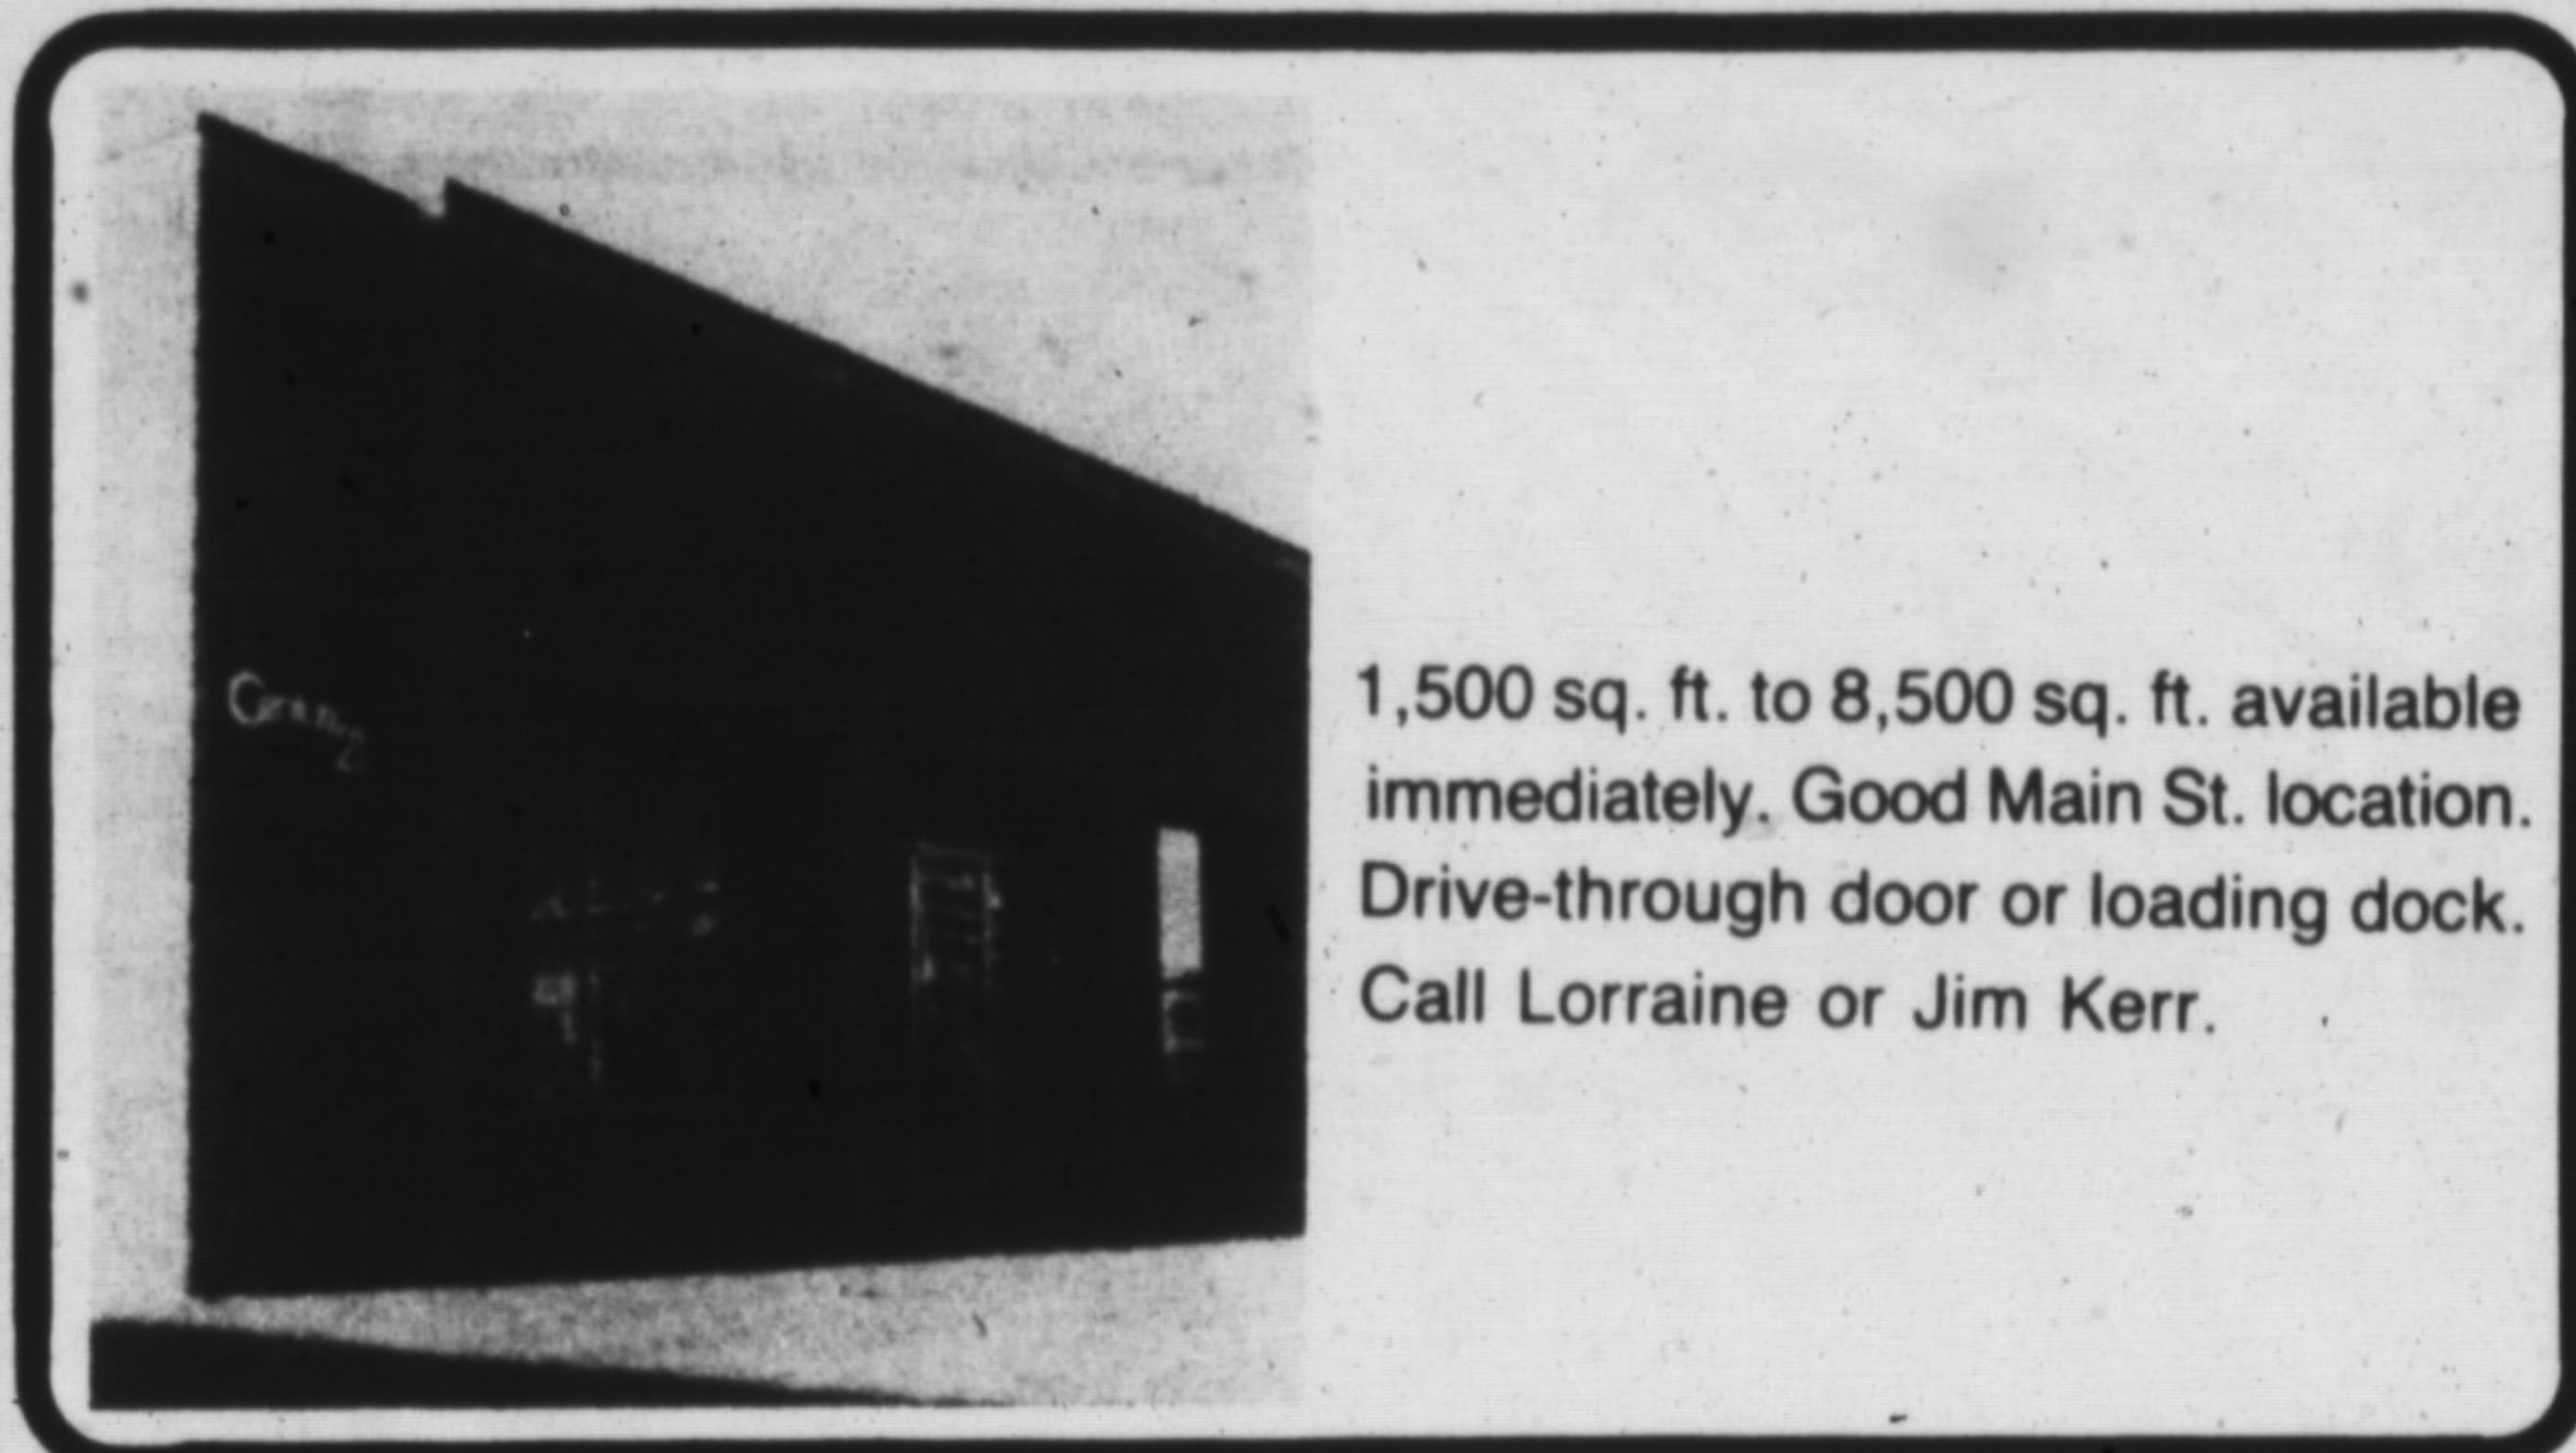 1,500 sq. ft. to 8,500 sq. ft. available
immediately. Good Main St. location.
Drive-through door or loading dock.
Call Lorraine or Jim Kerr.